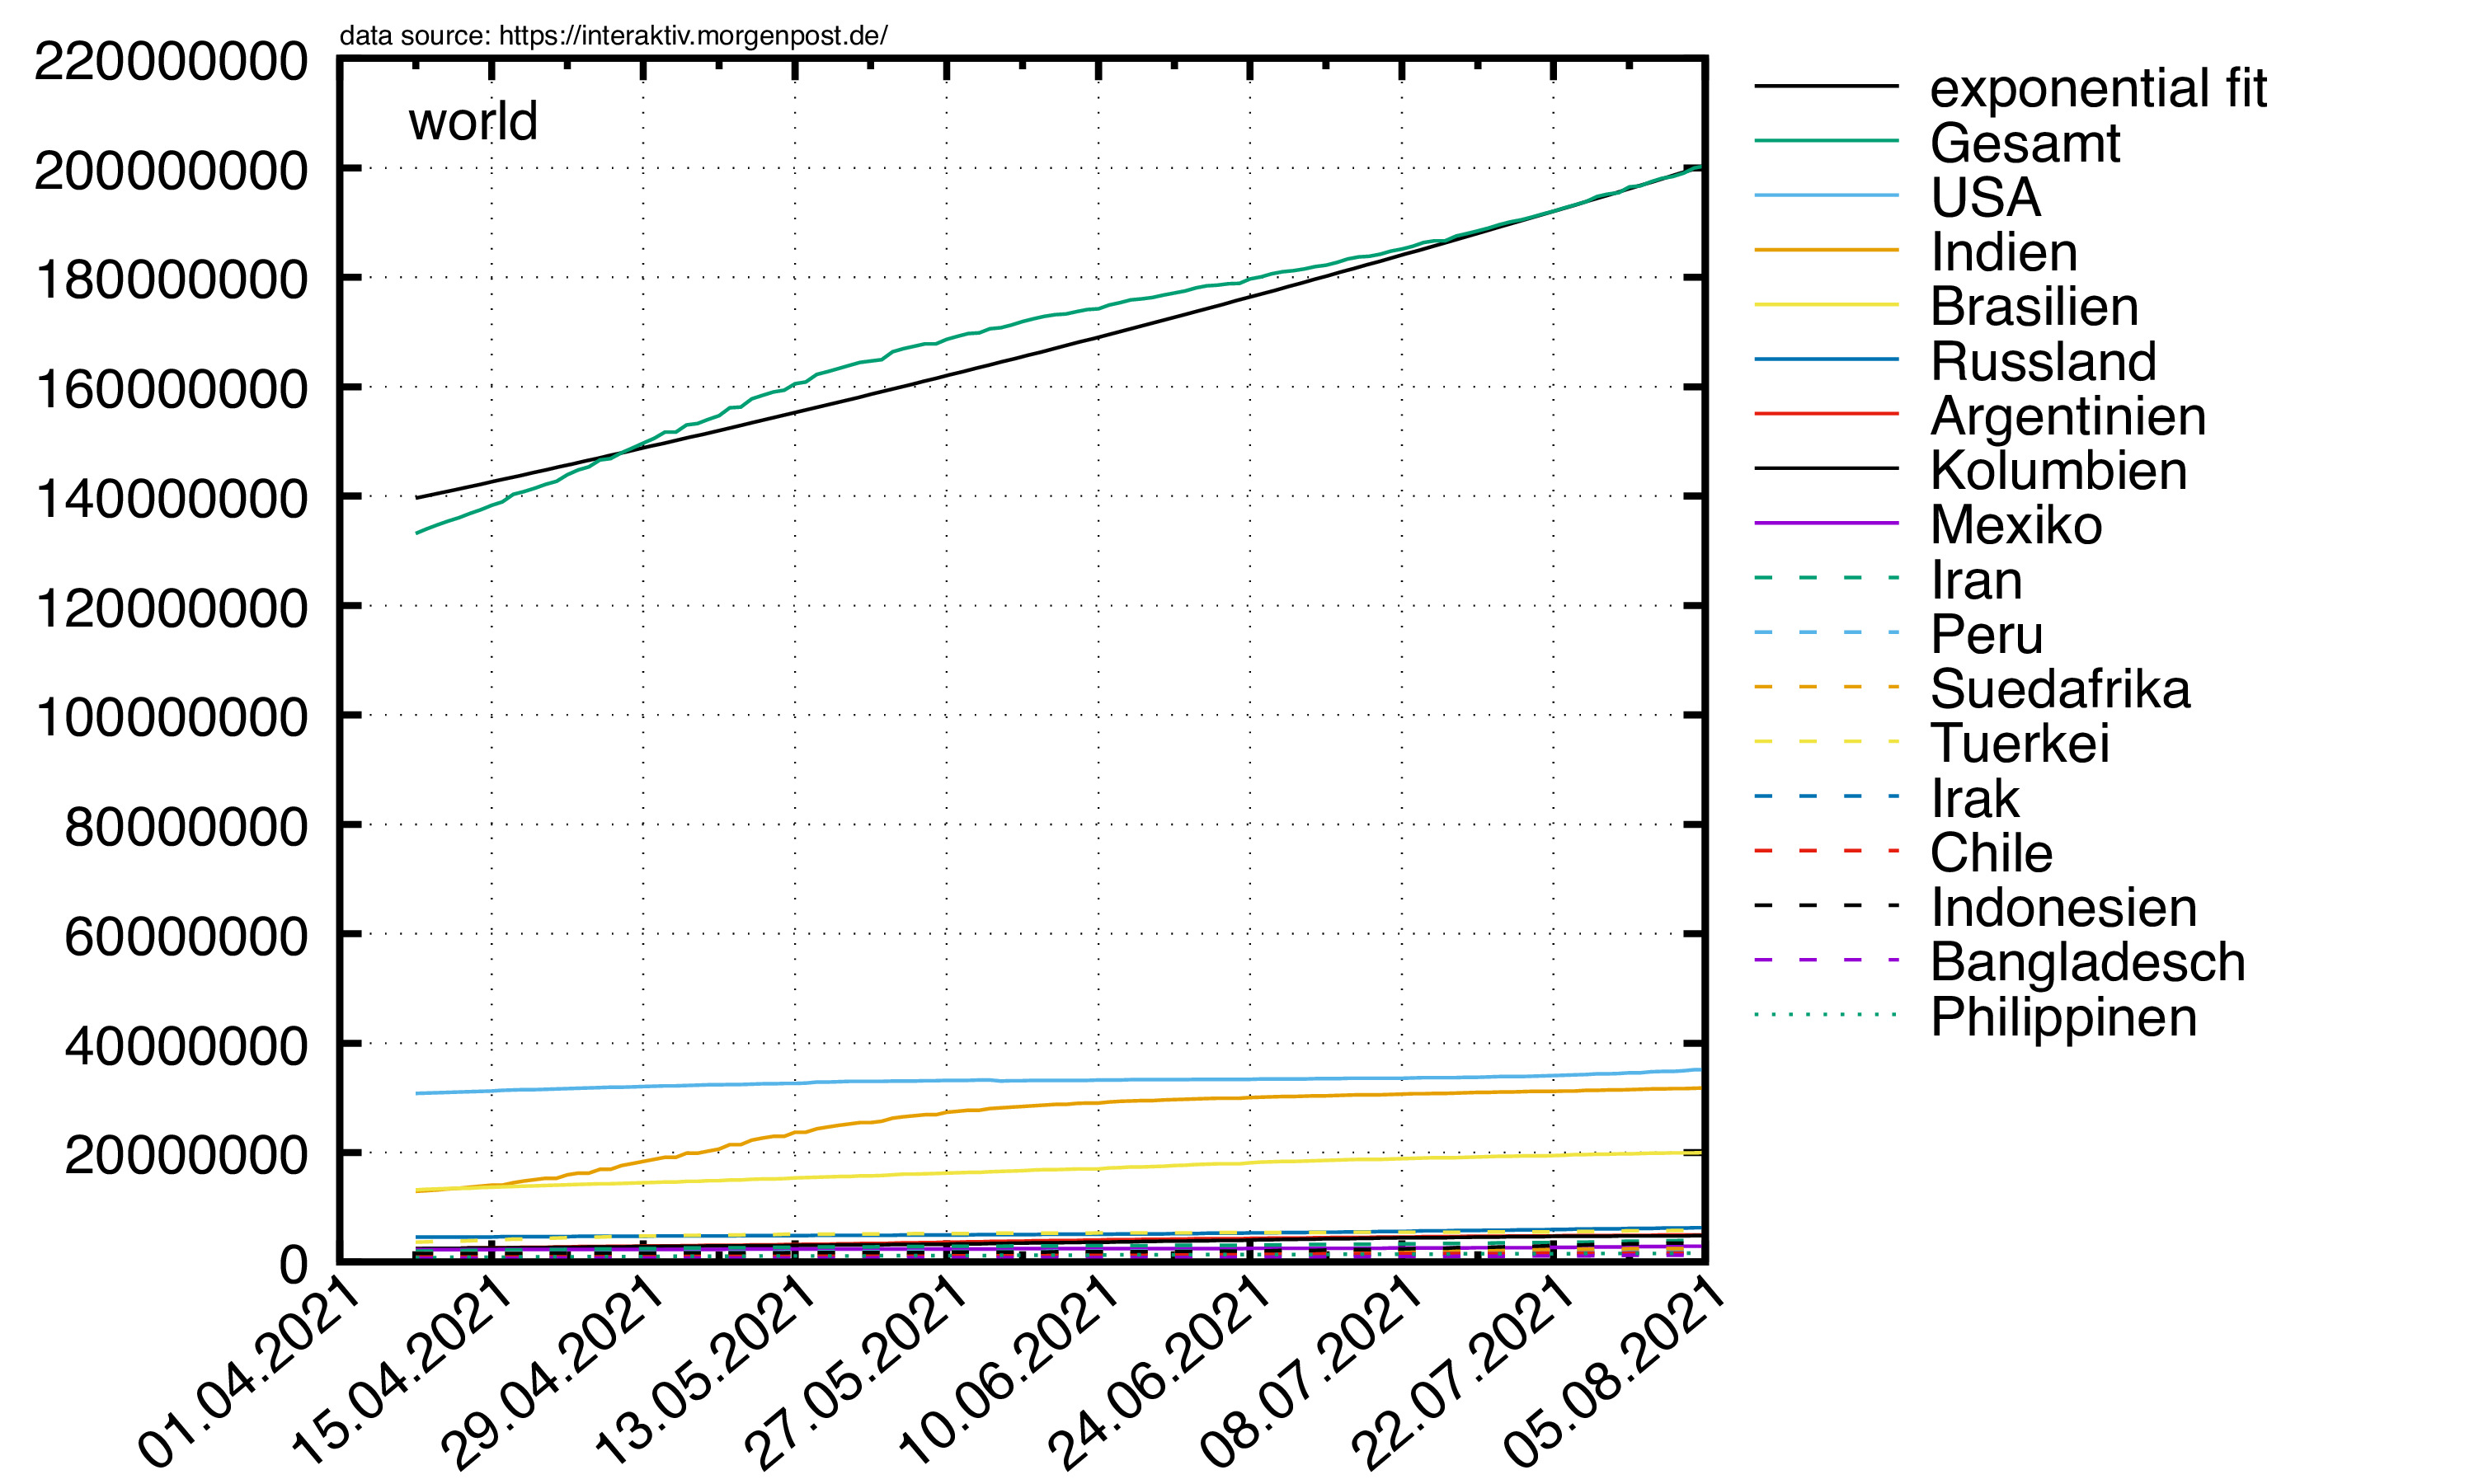 data source: https://interaktiv.morgenpost.de/
world
220000000
200000000
180000000
160000000
140000000
120000000
100000000
80000000
60000000
40000000
20000000
0
01.04.2021
15.04.2021
29.04.2021
13.05.2021
27.05.2021
10.06.2021
24.06.2021
08.07.2021
22.07.2021
05.08.2021
exponential fit
Gesamt
USA
Indien
Brasilien
Russland
Argentinien
Kolumbien
Mexiko
Iran
Peru
Suedafrika
Tuerkei
Irak
Chile
Indonesien
Bangladesch
Philippinen